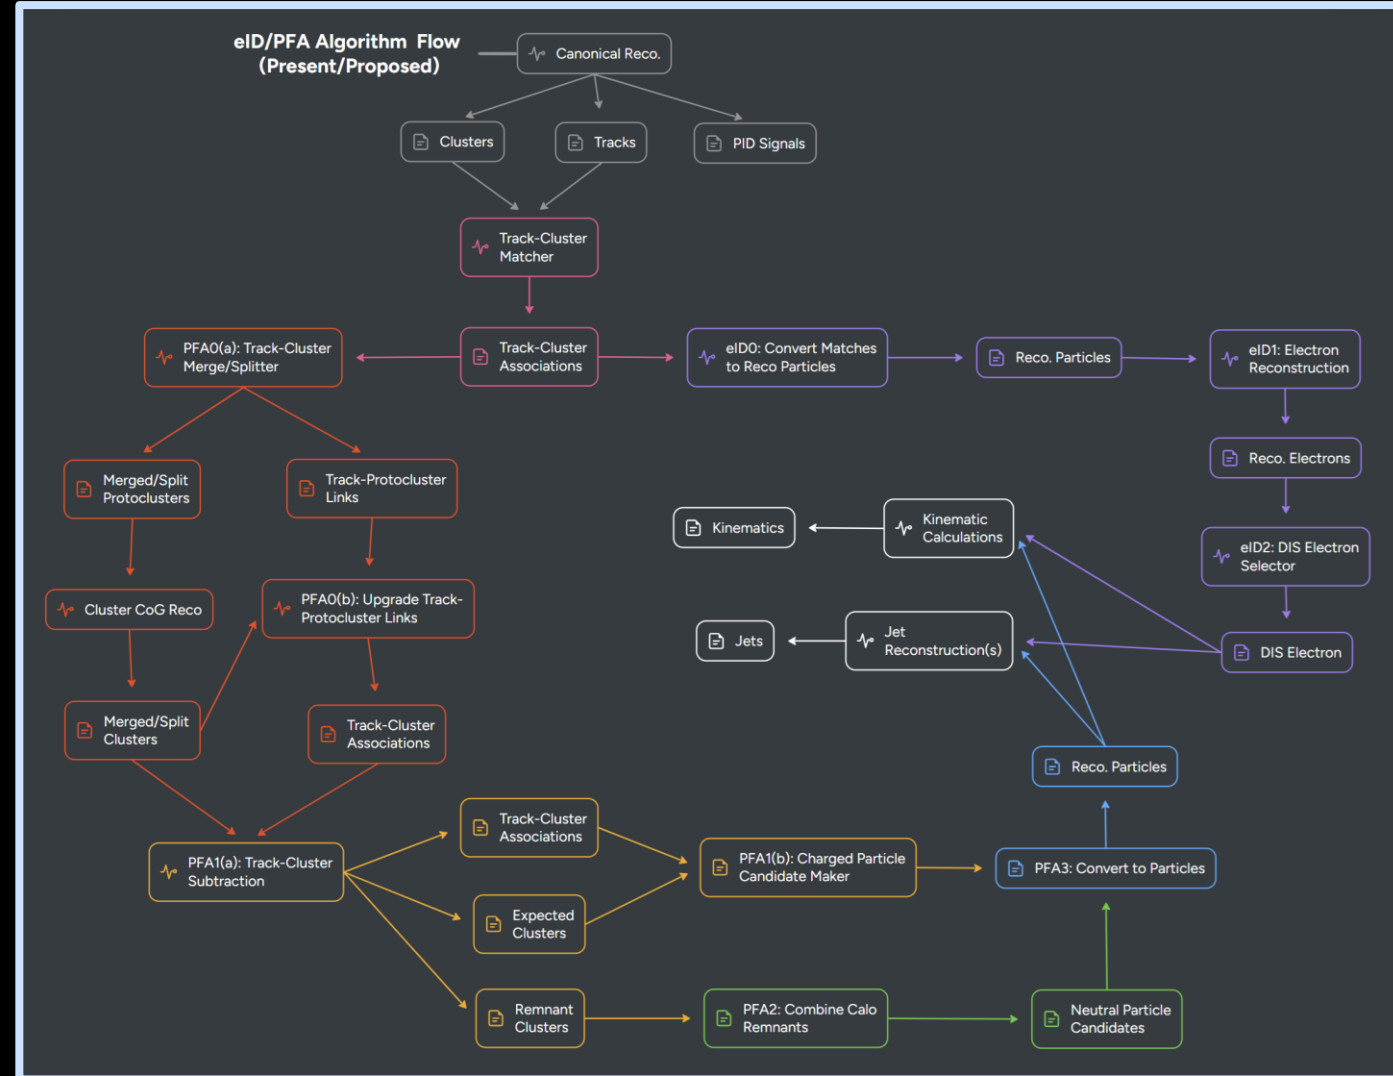 eID/PFA Algorithm Flow
(Present/Proposed)
Canonical Reco.
Clusters
Tracks
PID Signals
Track-Cluster
Matcher
PFA0(a): Track-Cluster
Merge/Splitter
Track-Cluster
Associations
eID0: Convert Matches
to Reco Particles
Reco. Particles
eID1: Electron
Reconstruction
Merged/Split
Protoclusters
Track-Protocluster
Links
Reco. Electrons
Kinematics
Kinematic
Calculations
eID2: DIS Electron
Selector
Cluster CoG Reco
PFA0(b): Upgrade Track-
Protocluster Links
Jets
Jet
Reconstruction(s)
DIS Electron
Merged/Split
Clusters
Track-Cluster
Associations
Reco. Particles
PFA1(a): Track-Cluster
Subtraction
Track-Cluster
Associations
PFA1(b): Charged Particle
Candidate Maker
PFA3: Convert to Particles
Expected
Clusters
Remnant
Clusters
PFA2: Combine Calo
Remnants
Neutral Particle
Candidates